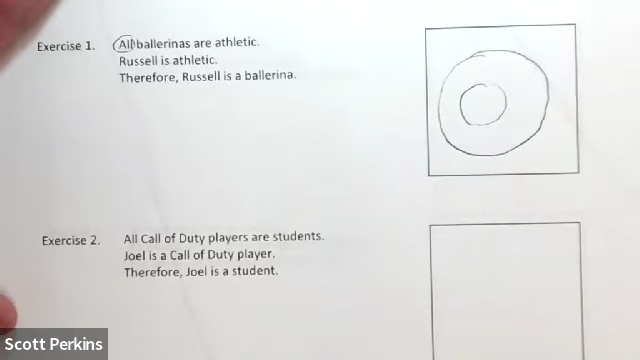 Exercise 1. All ballerinas are athletic.
Russell is athletic.
Therefore, Russell is a ballerina.
Exercise 2. All Call of Duty players are students.
Joel is a Call of Duty player.
Therefore, Joel is a student.
Scott Perkins